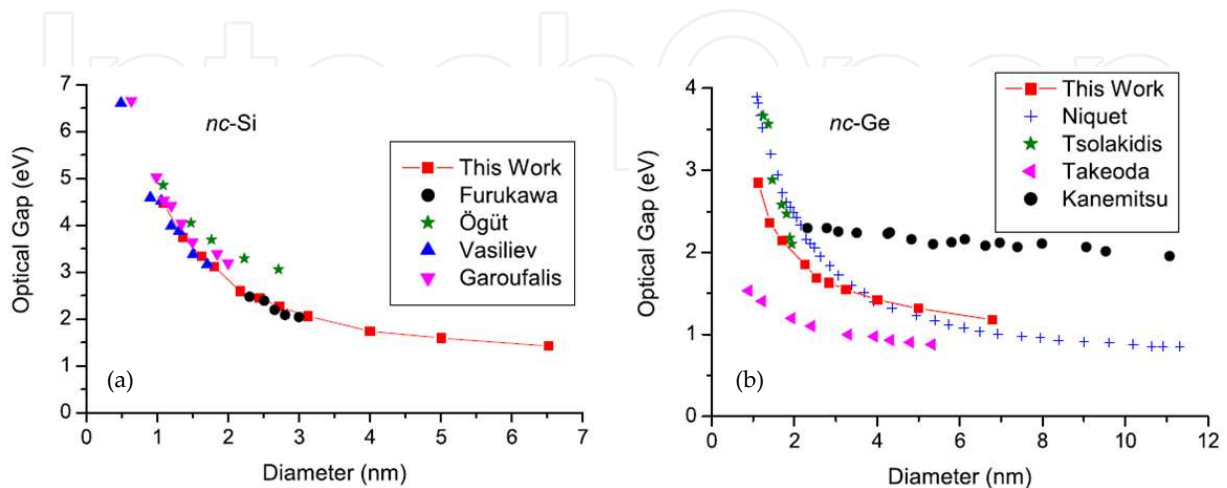 IntechOpen
7
6
5
4
3
2
1
0
Optical Gap (eV)
nc-Si
This Work
Furukawa
Ögüt
Vasiliev
Garoufalis
(a)
0 1 2 3 4 5 6 7
Diameter (nm)
4
3
2
1
0
Optical Gap (eV)
nc-Ge
This Work
Niquet
Tsolakidis
Takeoda
Kanemitsu
(b)
0 2 4 6 8 10 12
Diameter (nm)